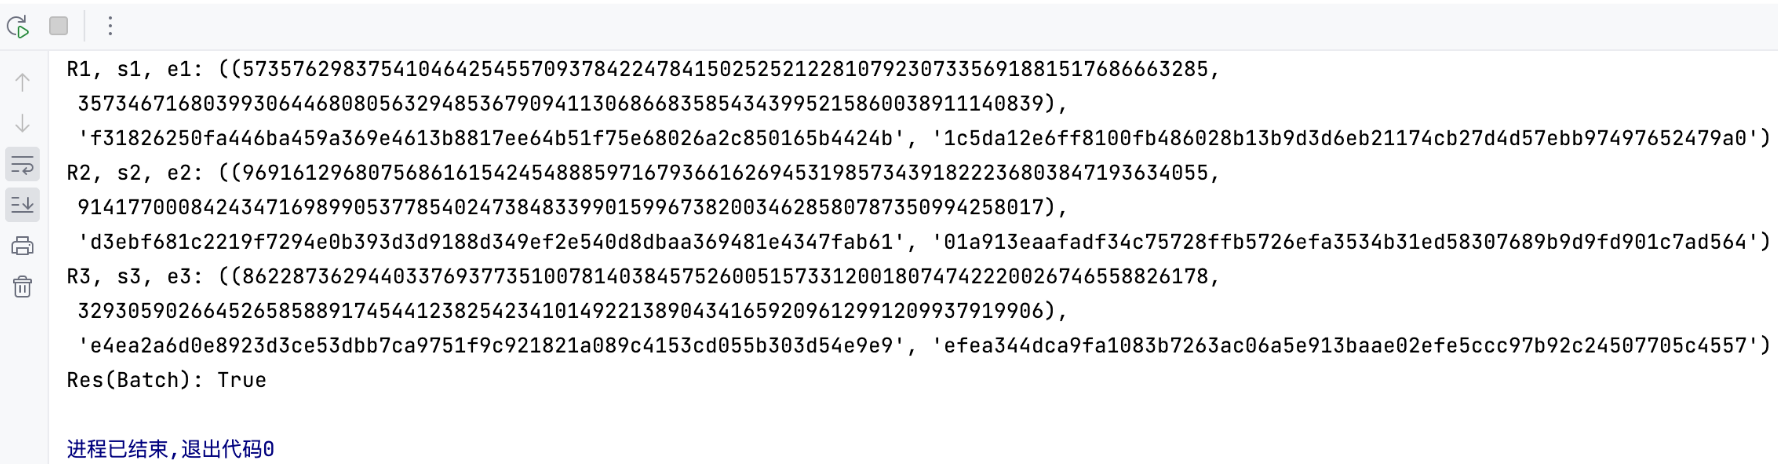 R1, s1, e1: ((57357629837541046425455709378422478415025252122810792307335691881517686663285,
35734671680399306446808056329485367909411306866835854343995215860038911140839),
'f31826250fa446ba459a369e4613b8817ee64b51f75e68026a2c850165b4424b', '1c5da12e6ff8100fb486028b13b9d3d6eb21174cb27d4d57ebb97497652479a0')
R2, s2, e2: ((96916129680756861615424548885971679366162694531985734391822236803847193634055,
91417700084243471698990537785402473848339901599673820034628580787350994258017),
'd3ebf681c2219f7294e0b393d3d9188d349ef2e540d8dbaa369481e4347fab61', '01a913eaafadf34c75728ffb5726efa3534b31ed58307689b9d9fd901c7ad564')
R3, s3, e3: ((86228736294403376937735100781403845752600515733120018074742220026746558826178,
32930590266452658588917454412382542341014922138904341659209612991209937919906),
'e4ea2a6d0e8923d3ce53dbb7ca9751f9c921821a089c4153cd055b303d54e9e9', 'efea344dca9fa1083b7263ac06a5e913baae02efe5ccc97b92c24507705c4557')
Res(Batch): True
进程已结束,退出代码0